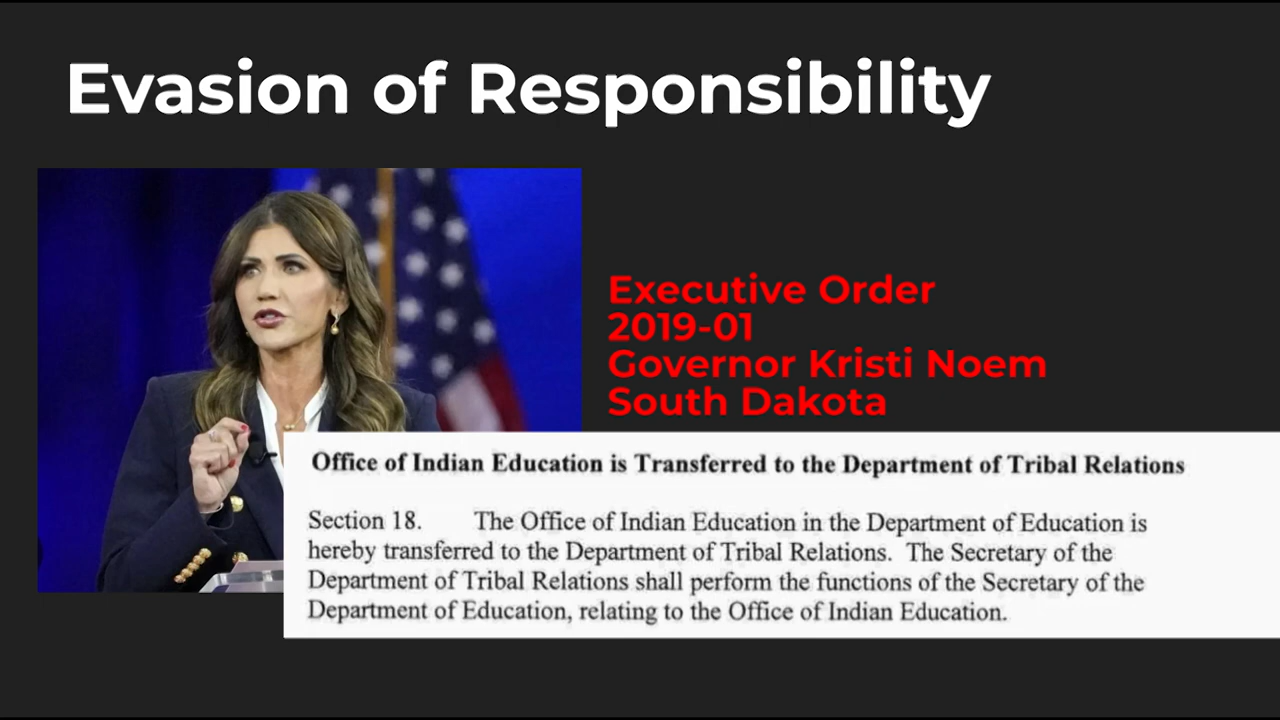 Evasion of Responsibility
Executive Order
2019-01
Governor Kristi Noem
South Dakota
Office of Indian Education is Transferred to the Department of Tribal Relations
Section 18. The Office of Indian Education in the Department of Education is
hereby transferred to the Department of Tribal Relations. The Secretary of the
Department of Tribal Relations shall perform the functions of the Secretary of the
Department of Education, relating to the Office of Indian Education.